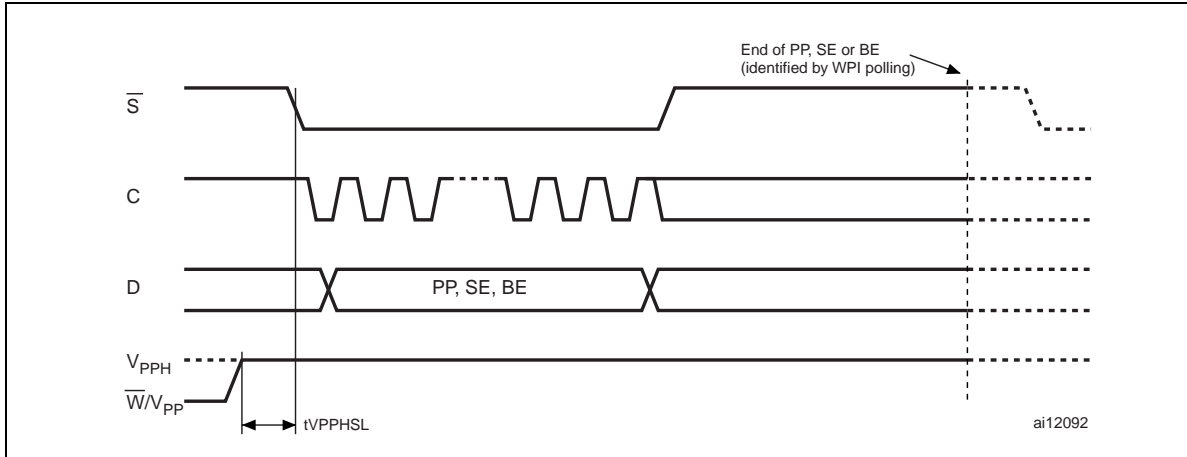 End of PP, SE or BE
(identified by WPI polling)
S
C
D
PP, SE, BE
VPPH
W/VPP
tVPPHSL
ai12092